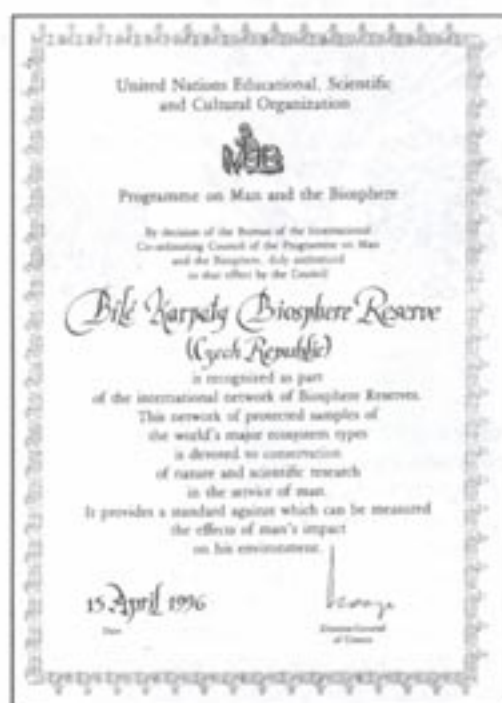 United Nations Educational, Scientific
and Cultural Organization
MAB
Programme on Man and the Biosphere
By decision of the Bureau of the International
Co-ordinating Council of the Programme on Man
and the Biosphere, duly authorized
to that effect by the Council
Bílé Karpaty Biosphere Reserve
(Czech Republic)
is recognized as part
of the international network of Biosphere Reserves.
This network of protected samples of
the world's major ecosystem types
is devoted to conservation
of nature and scientific research
in the service of man.
It provides a standard against which can be measured
the effects of man's impact
on his environment.
15 April 1996
Date
Director-General
of Unesco